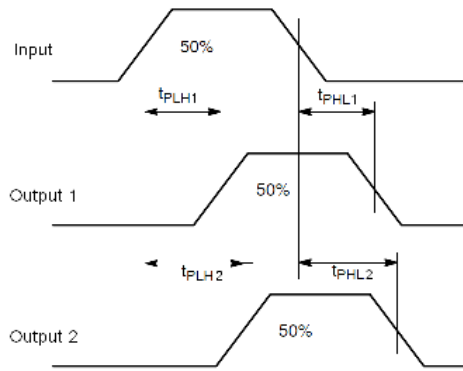 Input
50%
tPLH1
tPHL1
Output 1
50%
tPLH2
tPHL2
Output 2
50%